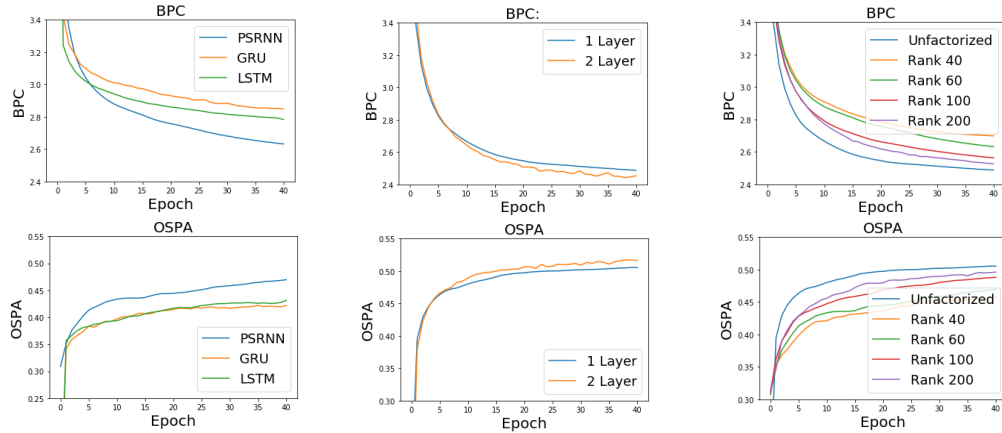 BPC
3.4
3.2
3.0
2.8
2.6
2.4
BPC
PSRNN
GRU
LSTM
0 5 10 15 20 25 30 35 40
Epoch
BPC:
3.4
3.2
3.0
2.8
2.6
2.4
BPC
1 Layer
2 Layer
0 5 10 15 20 25 30 35 40
Epoch
BPC
3.4
3.2
3.0
2.8
2.6
2.4
BPC
Unfactorized
Rank 40
Rank 60
Rank 100
Rank 200
0 5 10 15 20 25 30 35 40
Epoch
OSPA
0.55
0.50
0.45
0.40
0.35
0.30
0.25
OSPA
PSRNN
GRU
LSTM
0 5 10 15 20 25 30 35 40
Epoch
OSPA
0.55
0.50
0.45
0.40
0.35
0.30
OSPA
1 Layer
2 Layer
0 5 10 15 20 25 30 35 40
Epoch
OSPA
0.55
0.50
0.45
0.40
0.35
0.30
OSPA
Unfactorized
Rank 40
Rank 60
Rank 100
Rank 200
0 5 10 15 20 25 30 35 40
Epoch